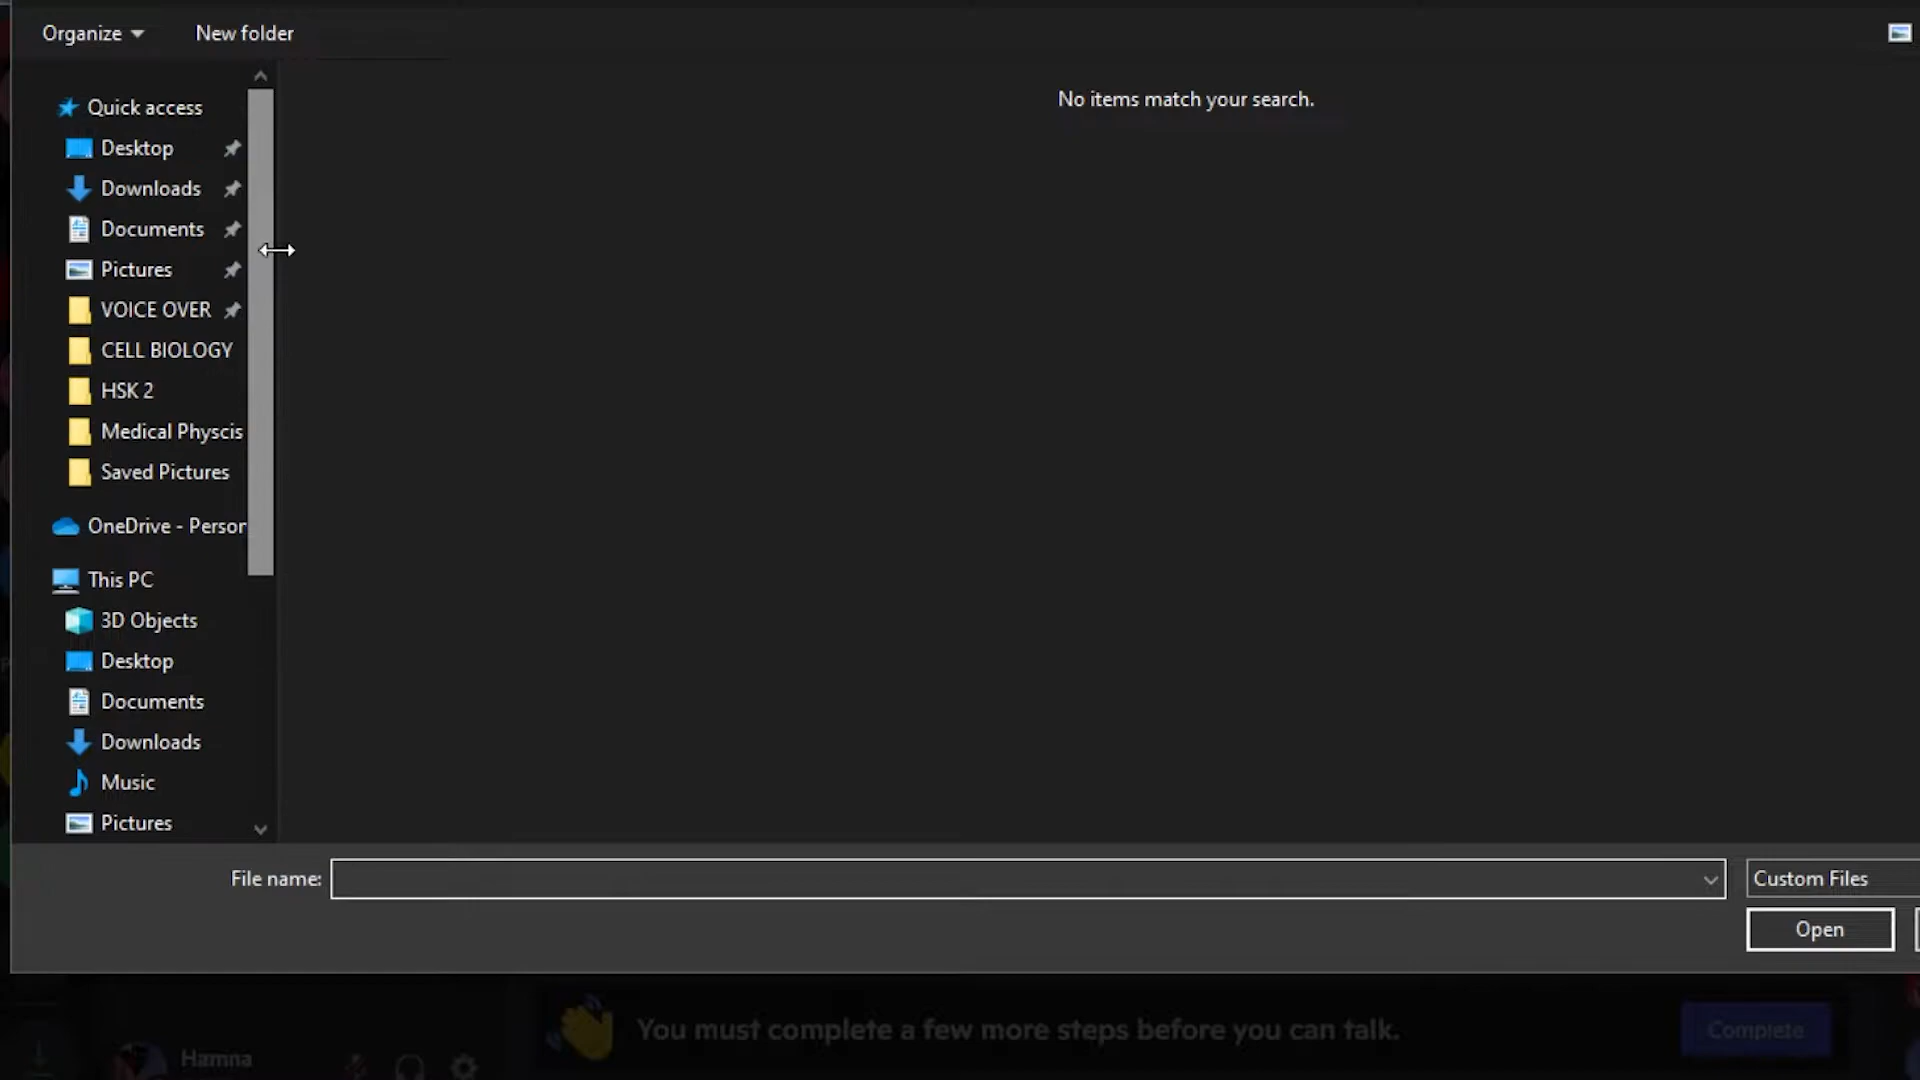 Organize
New folder
No items match your search.
Quick access
Desktop
Downloads
Documents
Pictures
VOICE OVER
CELL BIOLOGY
HSK 2
Medical Physcis
Saved Pictures
OneDrive - Person
This PC
3D Objects
Desktop
Documents
Downloads
Music
Pictures
File name:
Custom Files
Open
You must complete a few more steps before you can talk.
Complete
Hamna